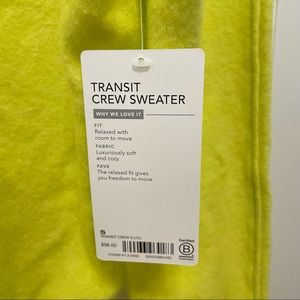 TRANSIT
CREW SWEATER
WHY WE LOVE IT
FIT
Relaxed with
room to move
FABRIC
Luxuriously soft
and cozy
FAVE
The relaxed fit gives
you freedom to move
S
TRANSIT CREW
$98.00
Certified
B